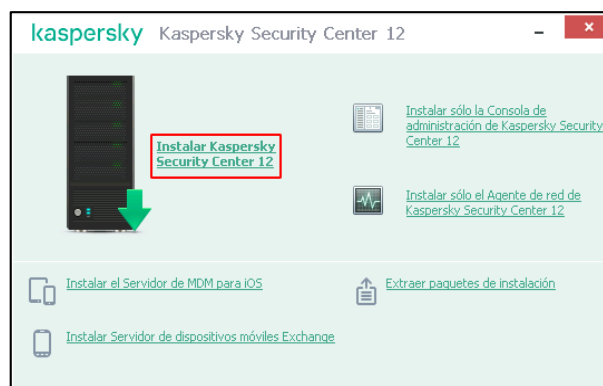 kaspersky Kaspersky Security Center 12
Instalar Kaspersky
Security Center 12
Instalar sólo la Consola de
administración de Kaspersky Security
Center 12
Instalar sólo el Agente de red de
Kaspersky Security Center 12
Instalar el Servidor de MDM para iOS
Extraer paquetes de instalación
Instalar Servidor de dispositivos móviles Exchange